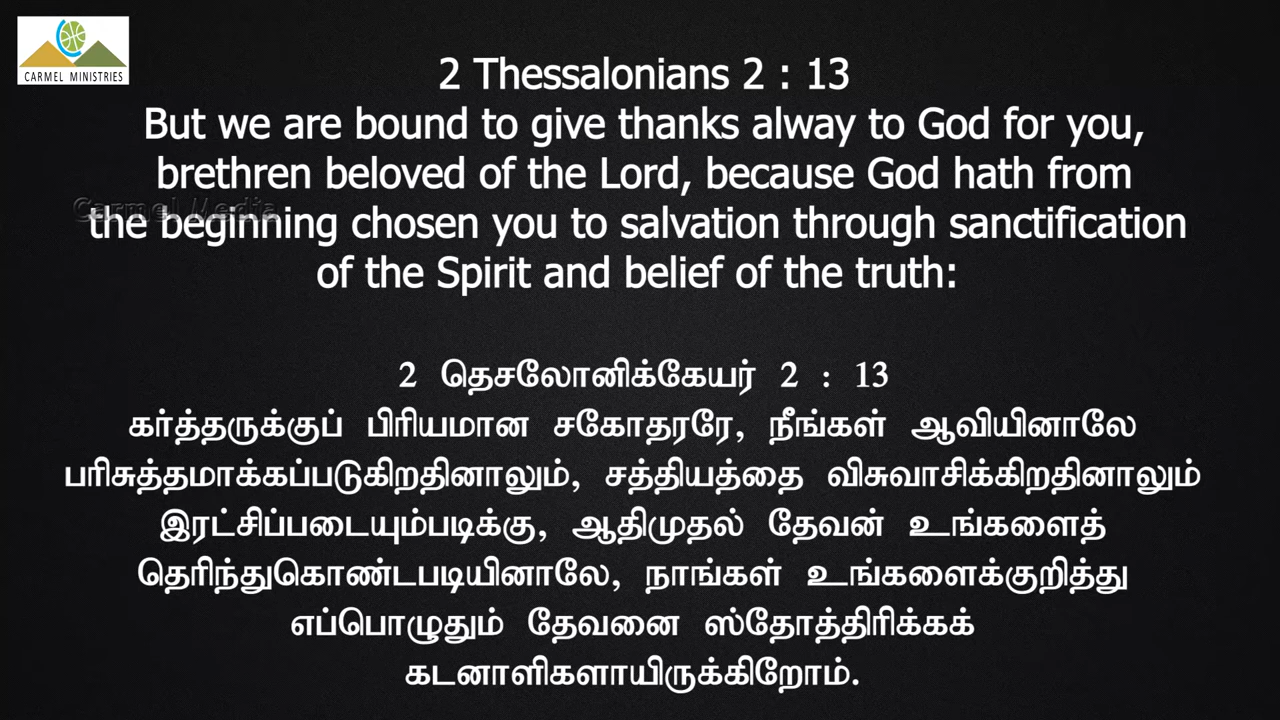 CARMEL MINISTRIES
2 Thessalonians 2 : 13
But we are bound to give thanks alway to God for you,
brethren beloved of the Lord, because God hath from
Carmel Media
the beginning chosen you to salvation through sanctification
of the Spirit and belief of the truth:
2 தெசலோனிக்கேயர் 2 : 13
கர்த்தருக்குப் பிரியமான சகோதரரே, நீங்கள் ஆவியினாலே
பரிசுத்தமாக்கப்படுகிறதினாலும், சத்தியத்தை விசுவாசிக்கிறதினாலும்
இரட்சிப்படையும்படிக்கு, ஆதிமுதல் தேவன் உங்களைத்
தெரிந்துகொண்டபடியினாலே, நாங்கள் உங்களைக்குறித்து
எப்பொழுதும் தேவனை ஸ்தோத்திரிக்கக்
கடனாளிகளாயிருக்கிறோம்.